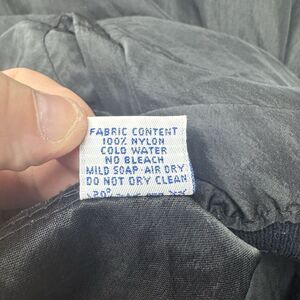 FABRIC CONTENT
100% NYLON
COLD WATER
NO BLEACH
MILD SOAP · AIR DRY
DO NOT DRY CLEAN